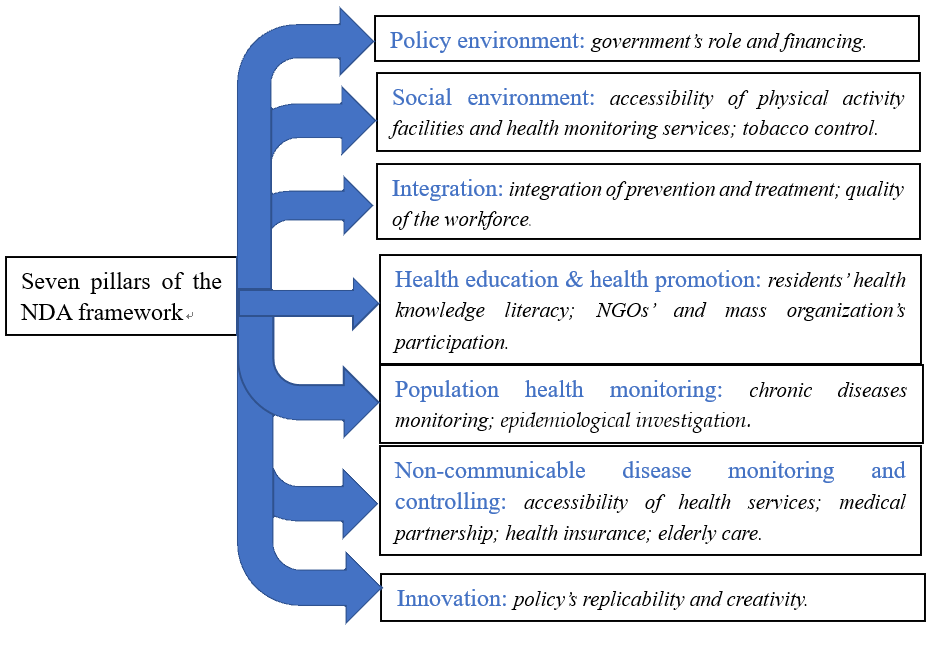 Policy environment: government’s role and financing.
Social environment: accessibility of physical activity
facilities and health monitoring services; tobacco control.
Integration: integration of prevention and treatment; quality
of the workforce.
Seven pillars of the
NDA framework↵
Health education & health promotion: residents’ health
knowledge literacy; NGOs’ and mass organization’s
participation.
Population health monitoring: chronic diseases
monitoring; epidemiological investigation.
Non-communicable disease monitoring and
controlling: accessibility of health services; medical
partnership; health insurance; elderly care.
Innovation: policy’s replicability and creativity.